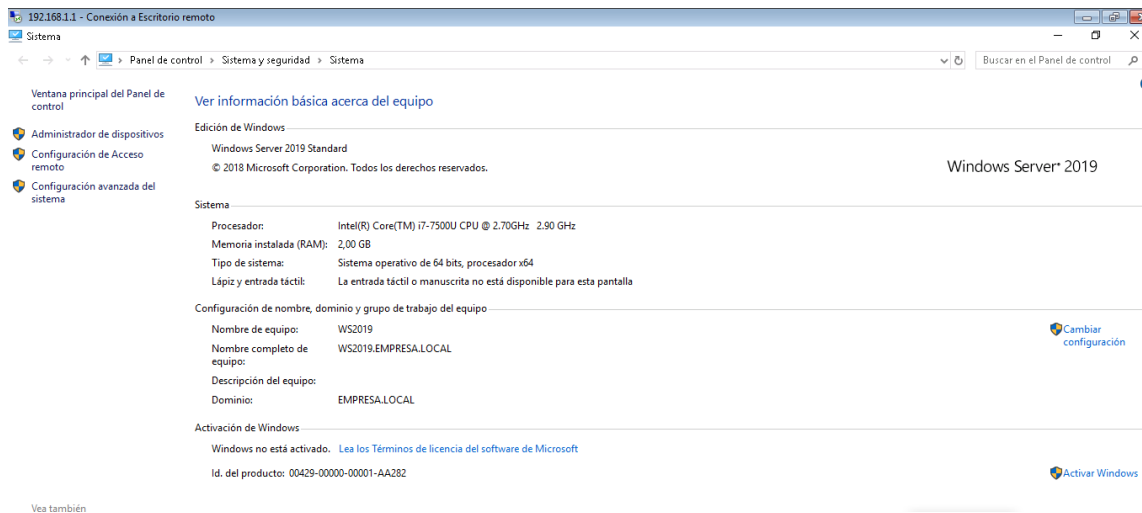 192.168.1.1 - Conexión a Escritorio remoto
Sistema
Panel de control > Sistema y seguridad > Sistema
Buscar en el Panel de control
Ventana principal del Panel de
control
Administrador de dispositivos
Configuración de Acceso
remoto
Configuración avanzada del
sistema
Ver información básica acerca del equipo
Edición de Windows
Windows Server 2019 Standard
© 2018 Microsoft Corporation. Todos los derechos reservados.
Windows Server 2019
Sistema
Procesador: Intel(R) Core(TM) i7-7500U CPU @ 2.70GHz 2.90 GHz
Memoria instalada (RAM): 2,00 GB
Tipo de sistema: Sistema operativo de 64 bits, procesador x64
Lápiz y entrada táctil: La entrada táctil o manuscrita no está disponible para esta pantalla
Configuración de nombre, dominio y grupo de trabajo del equipo
Nombre de equipo: WS2019
Cambiar
configuración
Nombre completo de
equipo:
WS2019.EMPRESA.LOCAL
Descripción del equipo:
Dominio: EMPRESA.LOCAL
Activación de Windows
Windows no está activado. Lea los Términos de licencia del software de Microsoft
Id. del producto: 00429-00000-00001-AA282
Activar Windows
Vea también